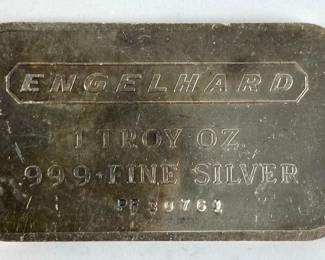 ENGELHARD
1 TROY OZ.
999+ FINE SILVER